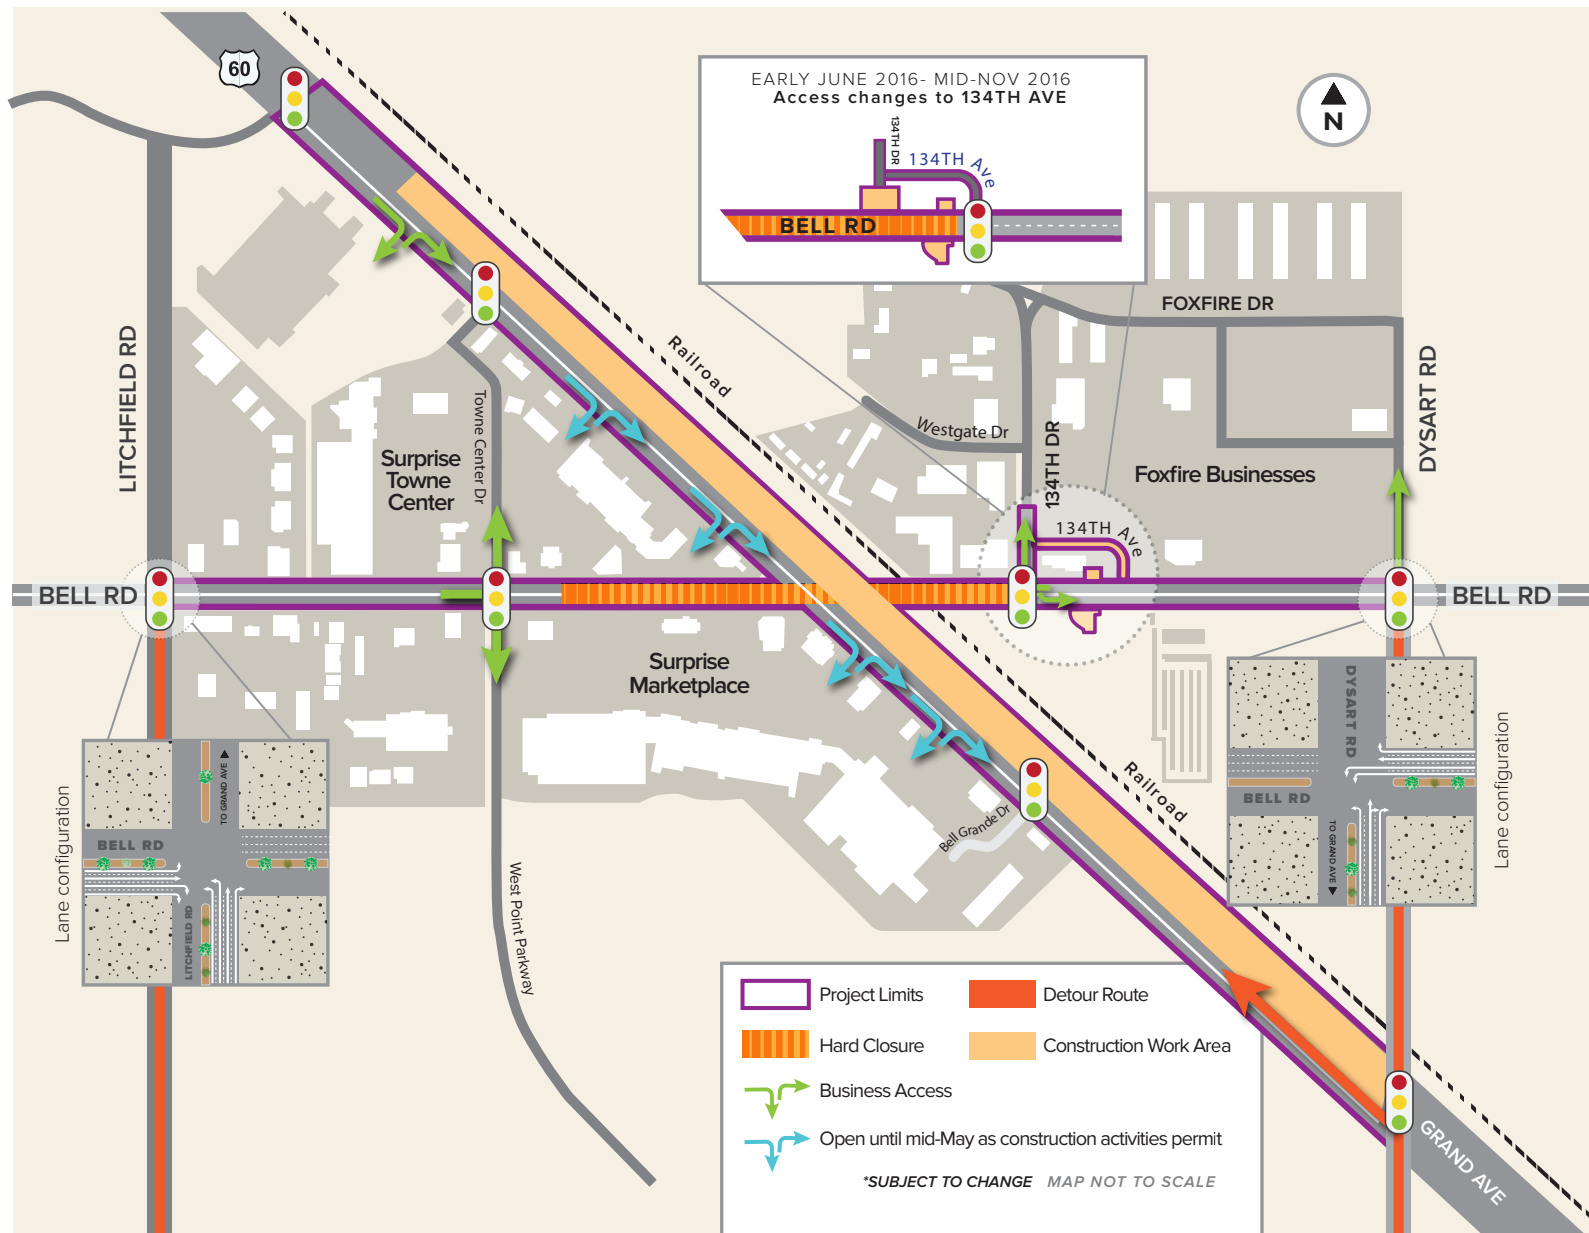 60
EARLY JUNE 2016- MID-NOV 2016
Access changes to 134TH AVE
134TH DR
134TH Ave
BELL RD
N
FOXFIRE DR
LITCHFIELD RD
Railroad
DYSART RD
Towne Center Dr
Westgate Dr
134TH DR
Surprise
Towne
Center
Foxfire Businesses
134TH Ave
BELL RD
BELL RD
Surprise
Marketplace
DYSART RD
BELL RD
TO GRAND AVE
Lane configuration
Railroad
TO GRAND AVE
BELL RD
LITCHFIELD RD
Lane configuration
Bell Grande Dr
West Point Parkway
Project Limits
Detour Route
Hard Closure
Construction Work Area
Business Access
Open until mid-May as construction activities permit
*SUBJECT TO CHANGE MAP NOT TO SCALE
GRAND AVE